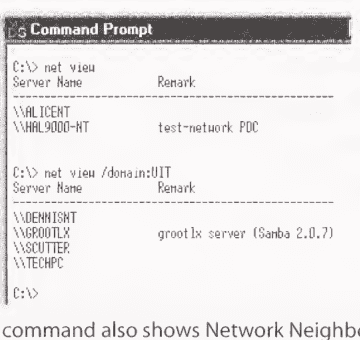 Command Prompt
C:\> net view
Server Name Remark
--------------------------------------------------
\\ALICENT
\\HAL9000-NT test-network PDC
C:\> net view /domain:UIT
Server Name Remark
--------------------------------------------------
\\DENNISNT
\\GROOTLX grootlx server (Samba 2.0.7)
\\SCUTTER
\\TECHPC
C:\>
command also shows Network Neighb